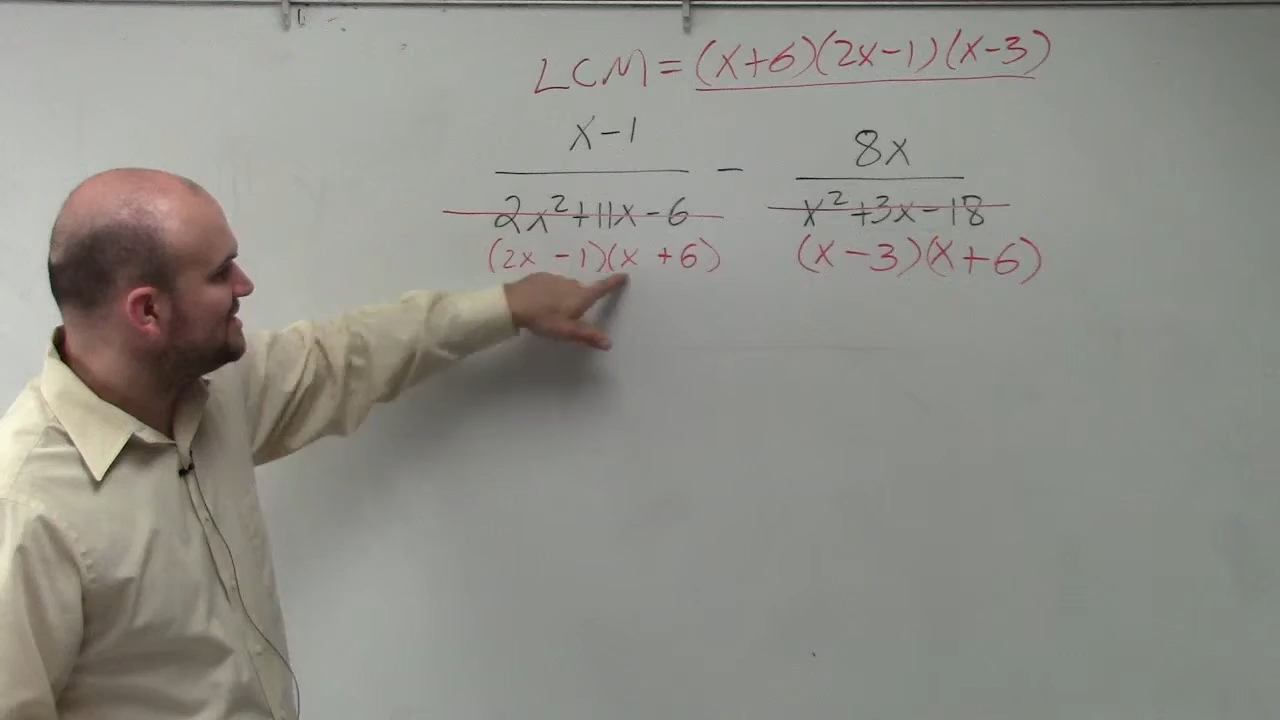 LCM = (x+6)(2x-1)(x-3)
x-1 - 8x
2x²+11x-6 x²+3x-18
(2x -1)(x +6) (x-3)(x+6)